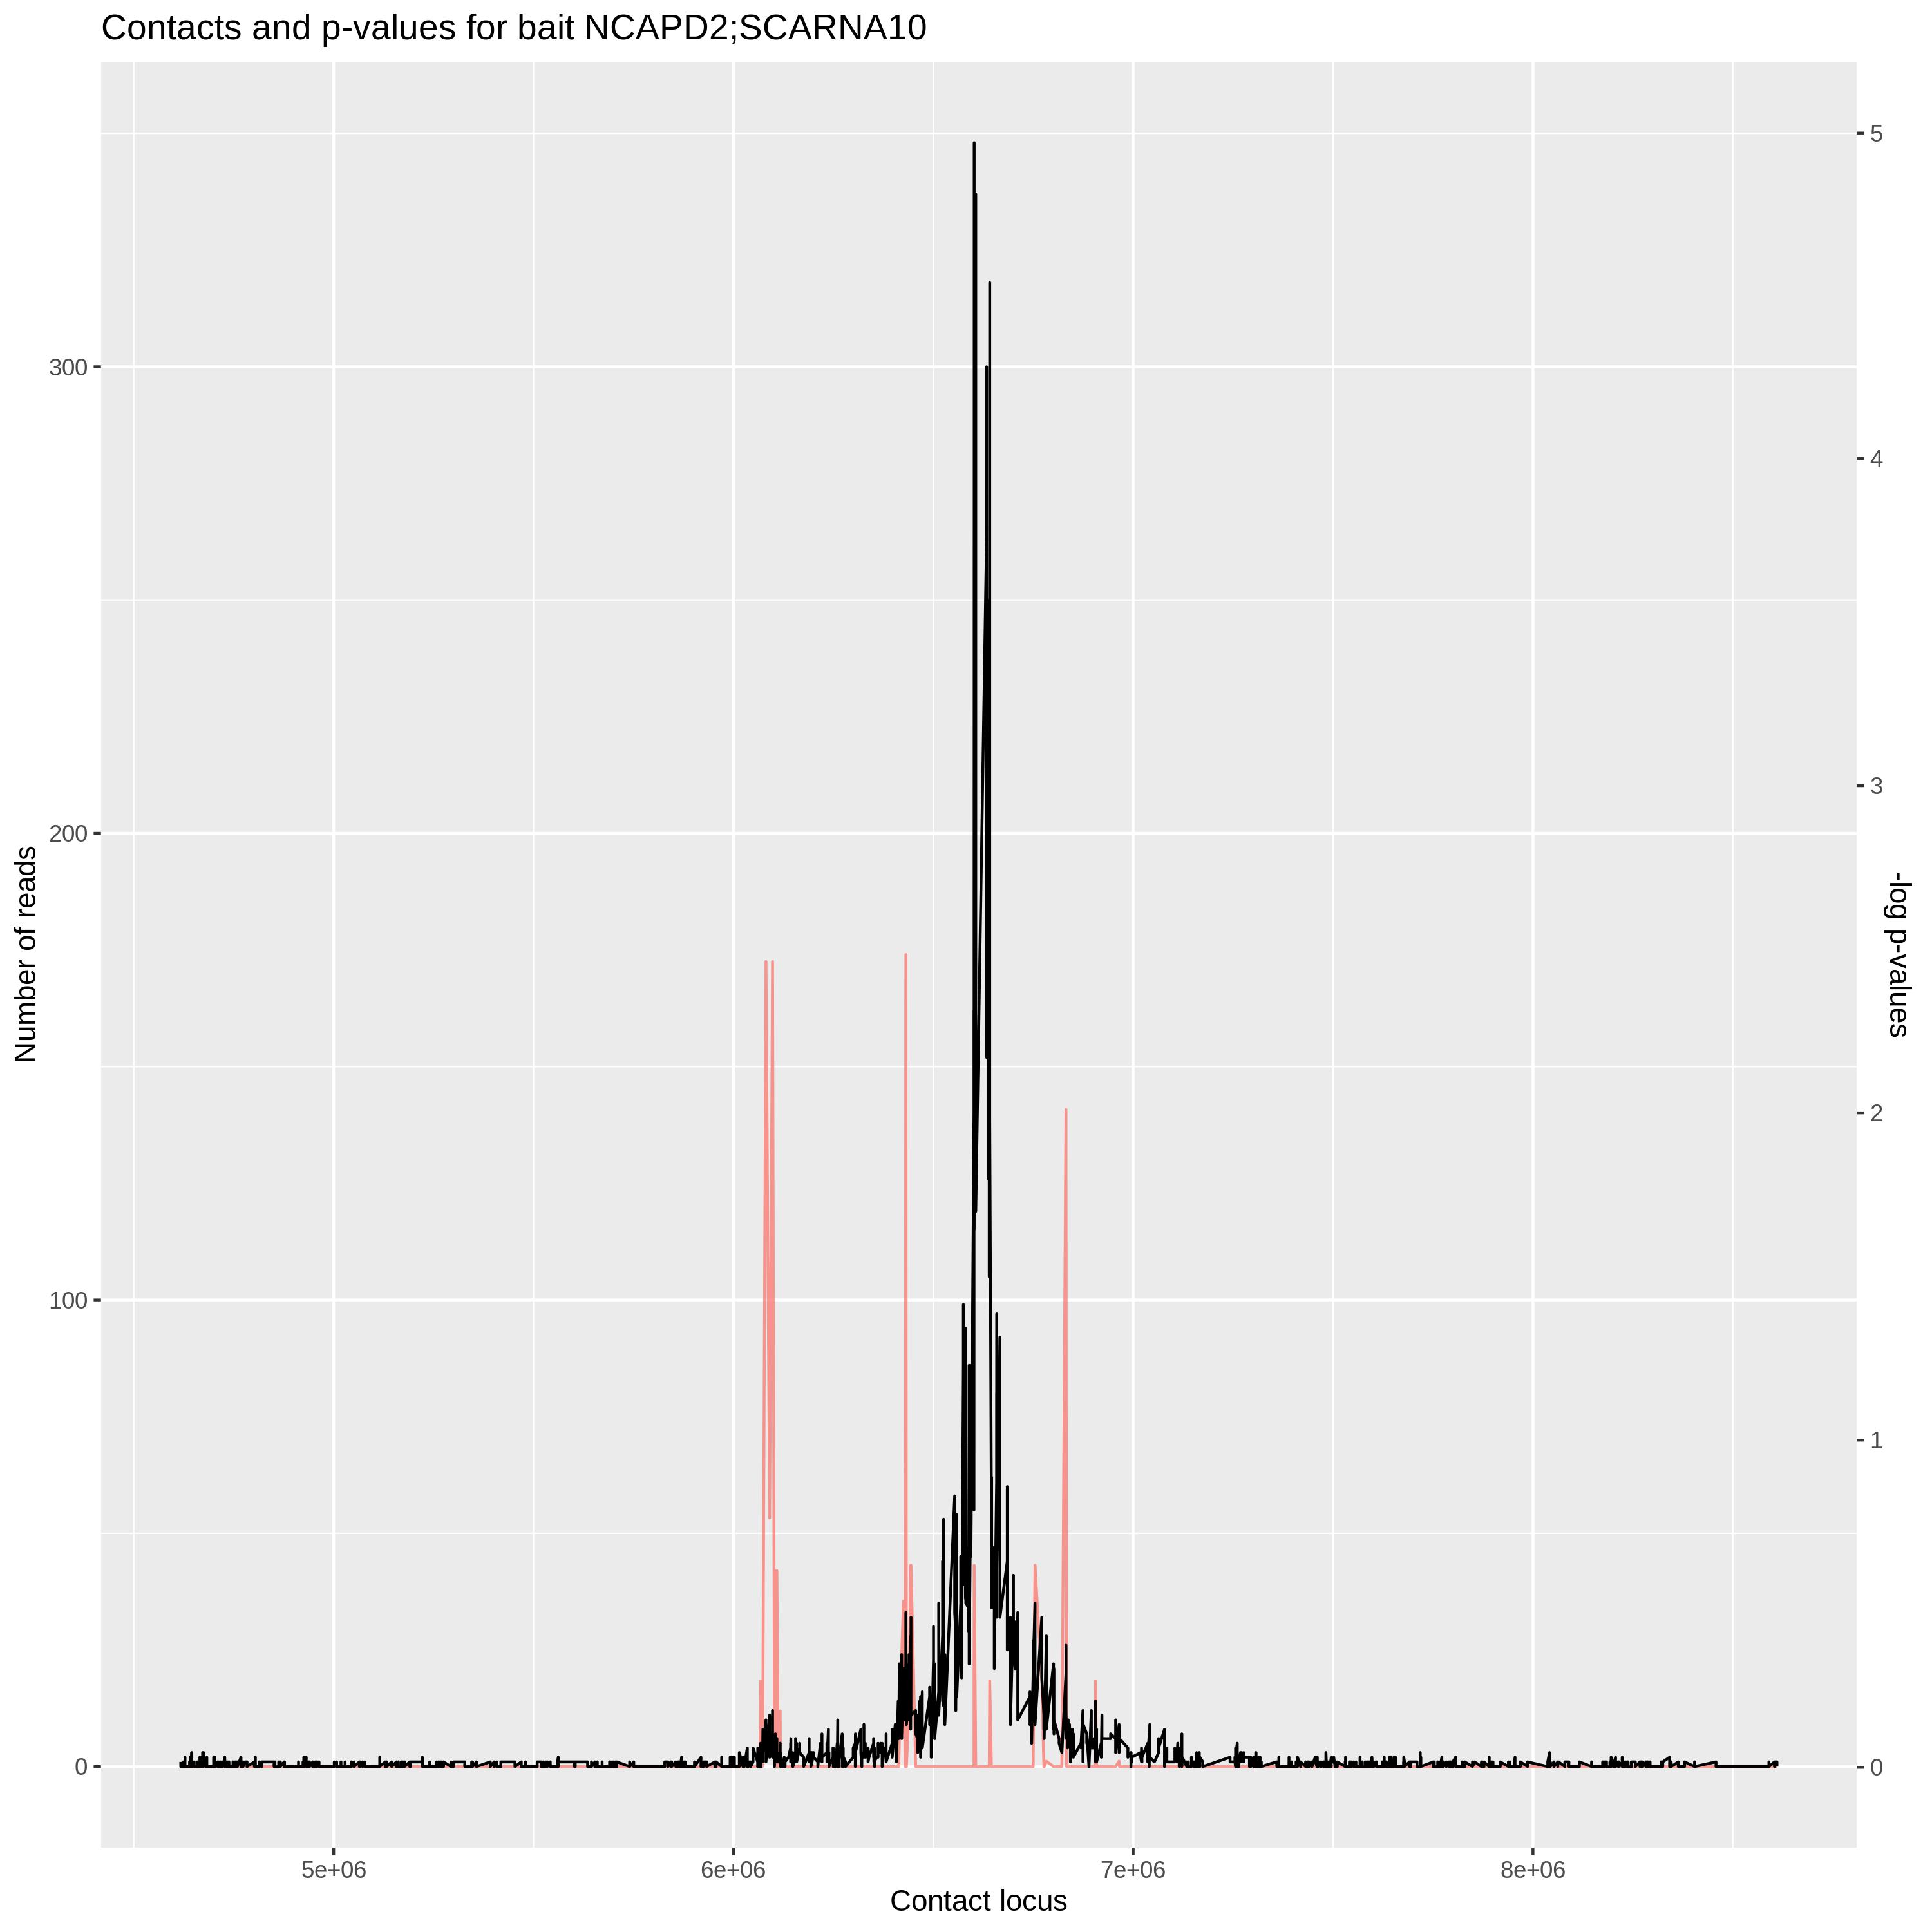 Contacts and p-values for bait NCAPD2;SCARNA10
Number of reads
300
200
100
0
5
4
3
2
1
0
-log p-values
5e+06
6e+06
7e+06
8e+06
Contact locus